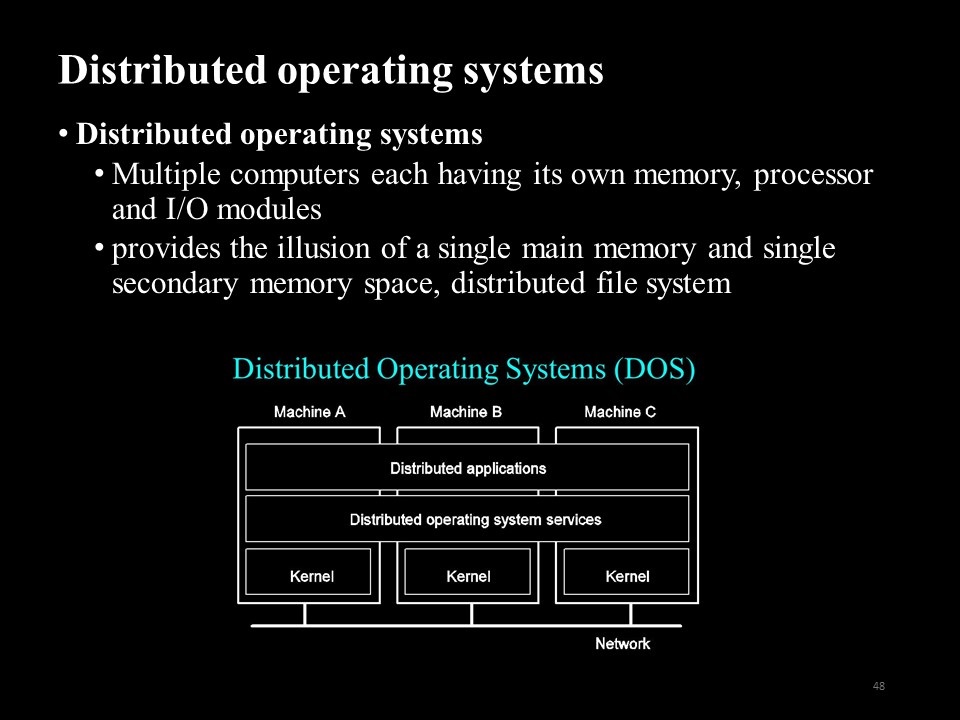 Distributed operating systems
• Distributed operating systems
• Multiple computers each having its own memory, processor
and I/O modules
• provides the illusion of a single main memory and single
secondary memory space, distributed file system
Distributed Operating Systems (DOS)
Machine A Machine B Machine C
Distributed applications
Distributed operating system services
Kernel Kernel Kernel
Network
48